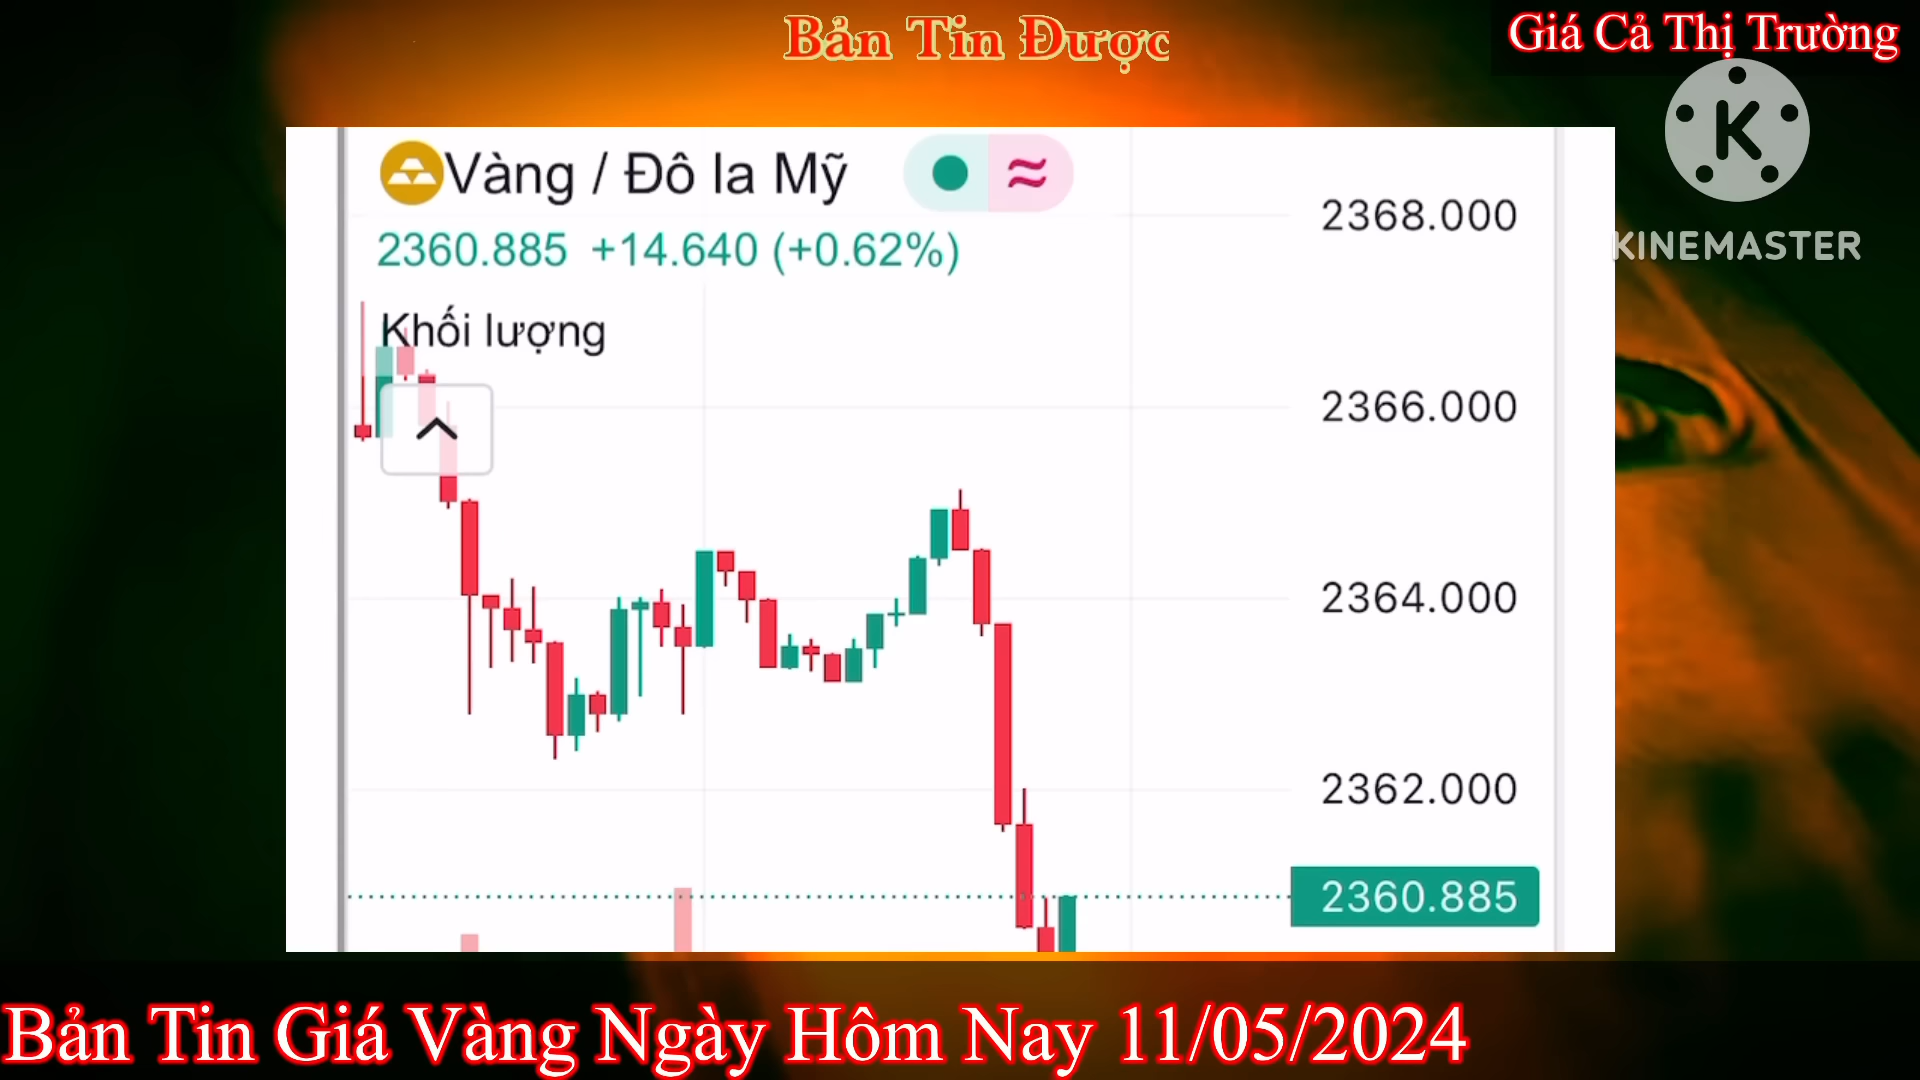 Bản Tin Được
Giá Cả Thị Trường
K
KINEMASTER
Vàng / Đô la Mỹ
≈
2360.885 +14.640 (+0.62%)
Khối lượng
2368.000
2366.000
2364.000
2362.000
2360.885
Bản Tin Giá Vàng Ngày Hôm Nay 11/05/2024